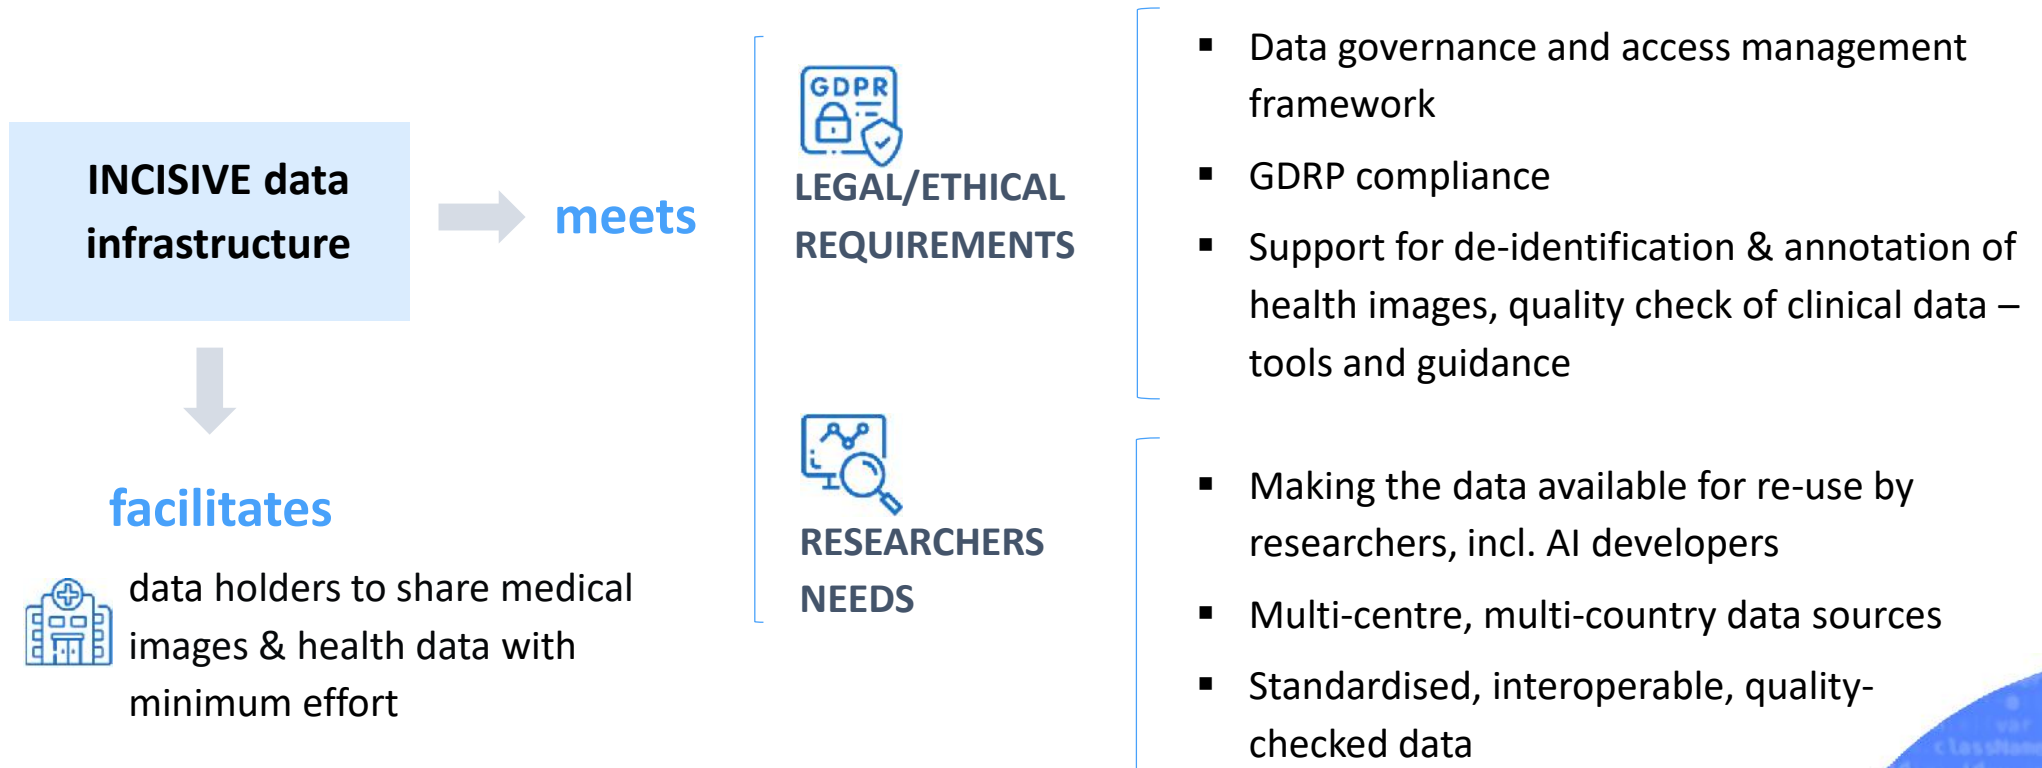 INCISIVE data
infrastructure
meets
facilitates
data holders to share medical
images & health data with
minimum effort
GDPR
LEGAL/ETHICAL
REQUIREMENTS
▪ Data governance and access management
framework
▪ GDRP compliance
▪ Support for de-identification & annotation of
health images, quality check of clinical data –
tools and guidance
RESEARCHERS
NEEDS
▪ Making the data available for re-use by
researchers, incl. AI developers
▪ Multi-centre, multi-country data sources
▪ Standardised, interoperable, quality-
checked data
var
className